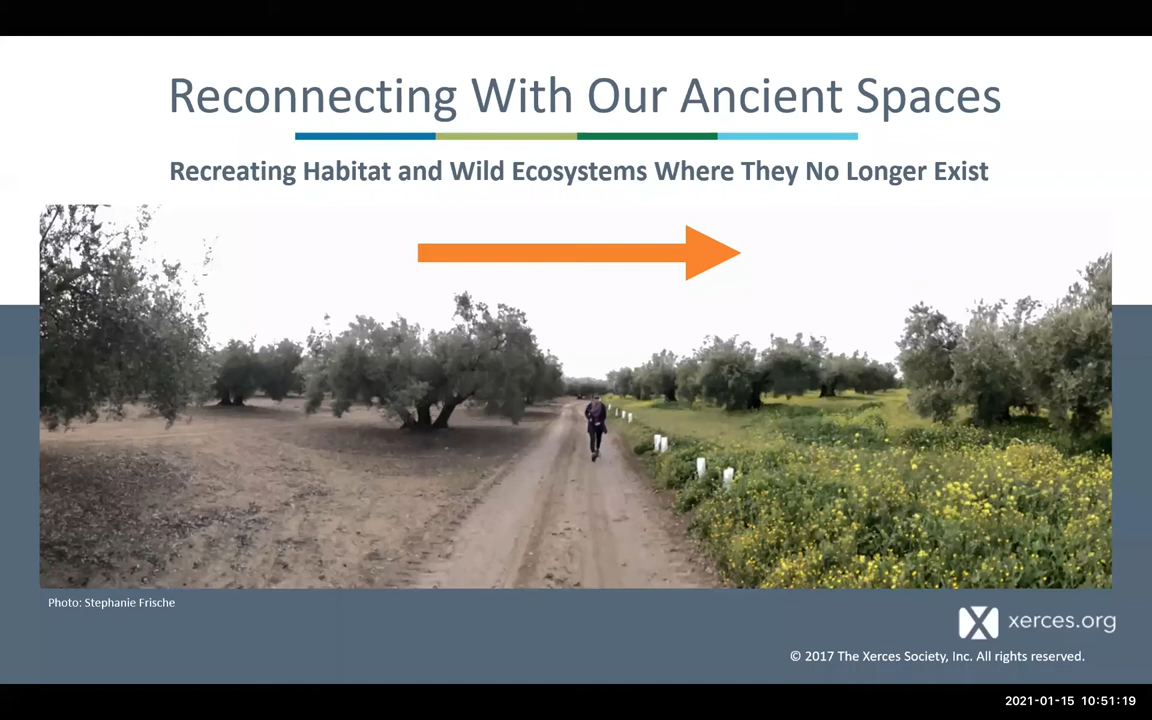 Reconnecting With Our Ancient Spaces
Recreating Habitat and Wild Ecosystems Where They No Longer Exist
Photo: Stephanie Frische
xerces.org
© 2017 The Xerces Society, Inc. All rights reserved.
2021-01-15 10:51:19